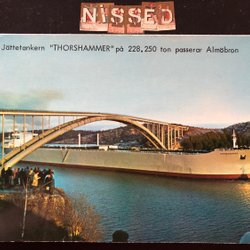 NISSED
Jättetankern "THORSHAMMER" på 228,250 ton passerar Almöbron